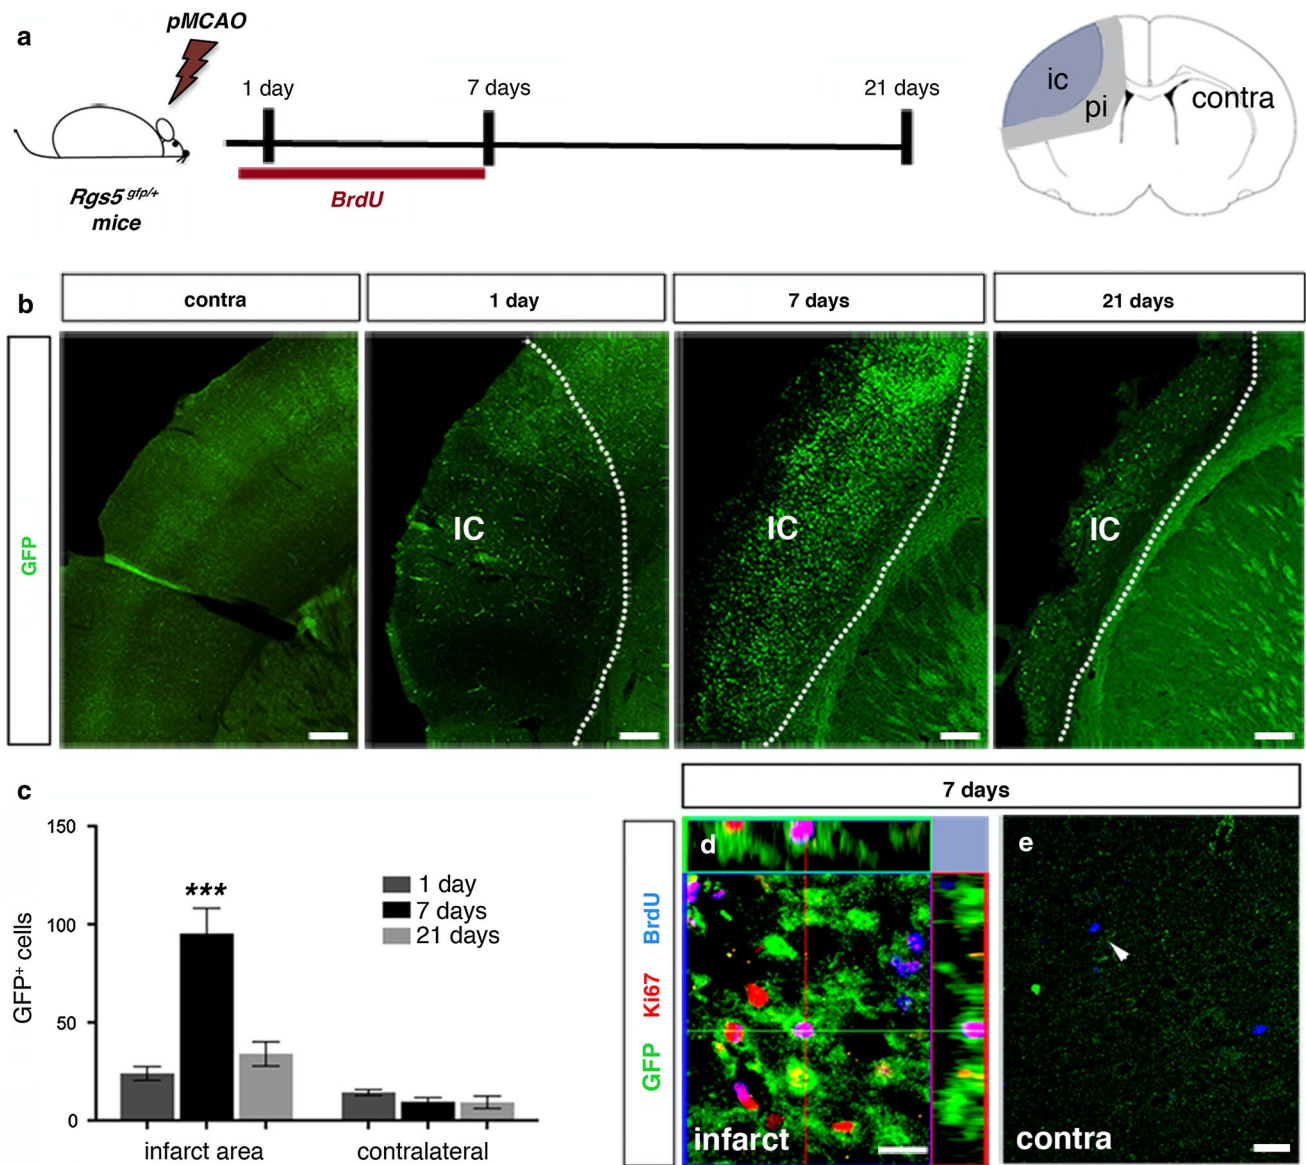 a
pMCAO
1 day
7 days
21 days
BrdU
Rgs5 gfp/+
mice
ic
pi
contra
b
contra
1 day
7 days
21 days
GFP
IC
IC
IC
c
150
100
50
0
GFP+ cells
***
1 day
7 days
21 days
infarct area
contralateral
7 days
GFP Ki67 BrdU
d
infarct
e
contra